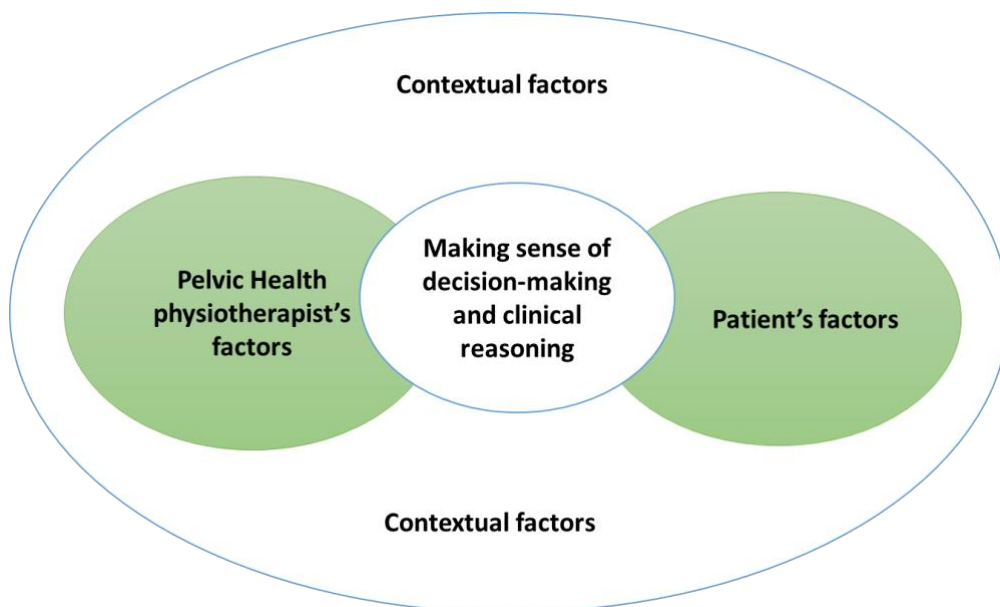 Contextual factors
Pelvic Health
physiotherapist’s
factors
Making sense of
decision-making
and clinical
reasoning
Patient’s factors
Contextual factors